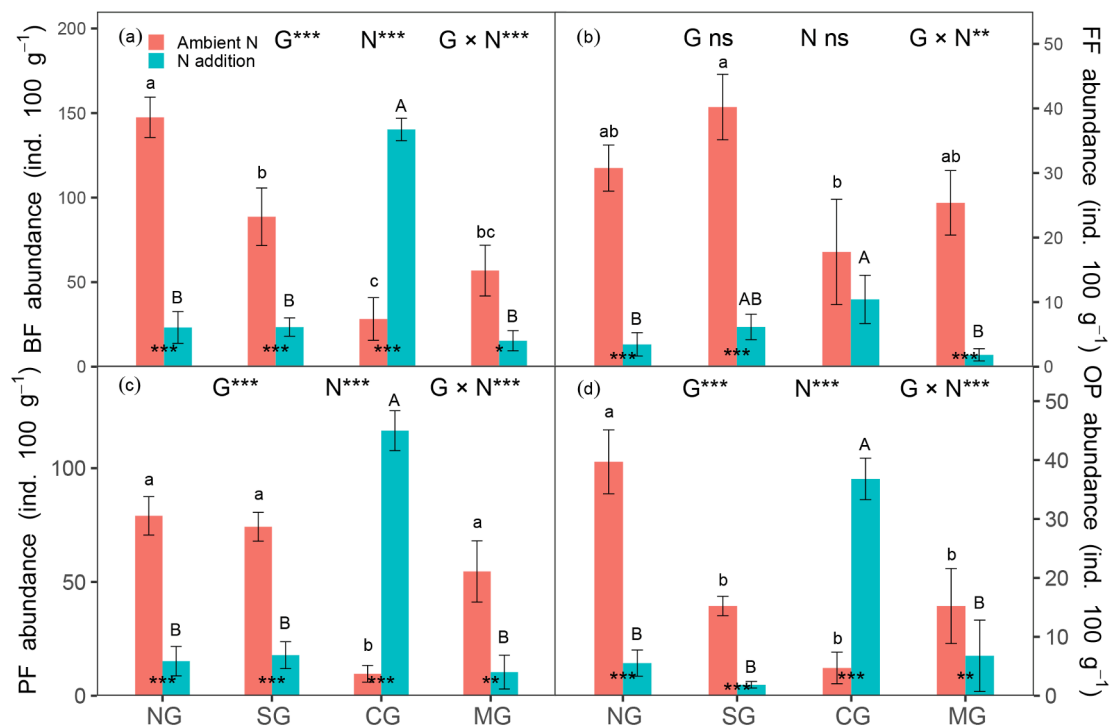 (a) G*** N*** G × N***
Ambient N
N addition
BF abundance (ind. 100 g⁻¹)
200
150
100
50
0
a
b
c
bc
B
B
A
B
***
***
***
*
(b) G ns N ns G × N**
FF abundance (ind. 100 g⁻¹)
50
40
30
20
10
0
ab
a
b
ab
B
AB
A
B
***
***
***
(c) G*** N*** G × N***
PF abundance (ind. 100 g⁻¹)
100
50
0
a
a
b
a
B
B
A
B
***
***
***
**
NG SG CG MG
(d) G*** N*** G × N***
OP abundance (ind. 100 g⁻¹)
50
40
30
20
10
0
a
b
b
b
B
B
A
B
***
***
***
**
NG SG CG MG